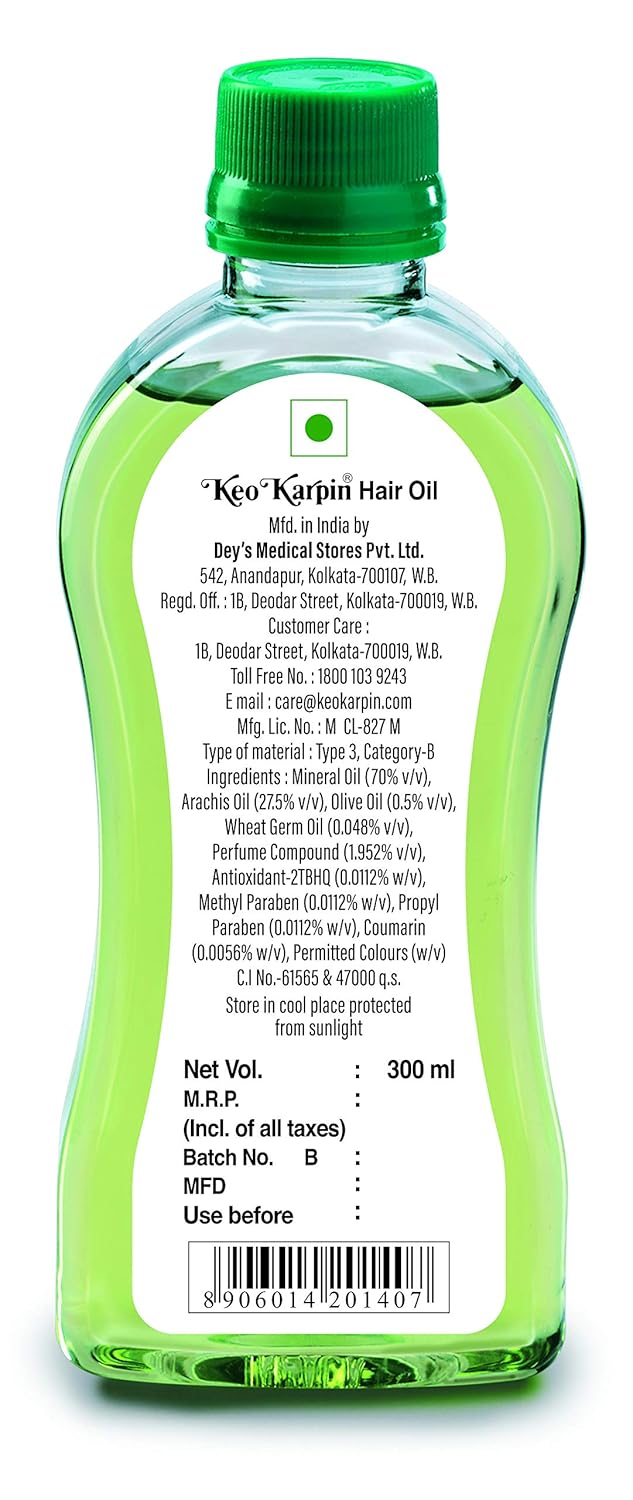 Keo Karpin® Hair Oil
Mfd. in India by
Dey's Medical Stores Pvt. Ltd.
542, Anandapur, Kolkata-700107, W.B.
Regd. Off. : 1B, Deodar Street, Kolkata-700019, W.B.
Customer Care :
1B, Deodar Street, Kolkata-700019, W.B.
Toll Free No. : 1800 103 9243
E mail : care@keokarpin.com
Mfg. Lic. No. : M CL-827 M
Type of material : Type 3, Category-B
Ingredients : Mineral Oil (70% v/v),
Arachis Oil (27.5% v/v), Olive Oil (0.5% v/v),
Wheat Germ Oil (0.048% v/v),
Perfume Compound (1.952% v/v),
Antioxidant-2TBHQ (0.0112% w/v),
Methyl Paraben (0.0112% w/v), Propyl
Paraben (0.0112% w/v), Coumarin
(0.0056% w/v), Permitted Colours (w/v)
C.I No.-61565 & 47000 q.s.
Store in cool place protected
from sunlight
Net Vol. : 300 ml
M.R.P. :
(Incl. of all taxes)
Batch No. B :
MFD :
Use before :
8 906014 201407